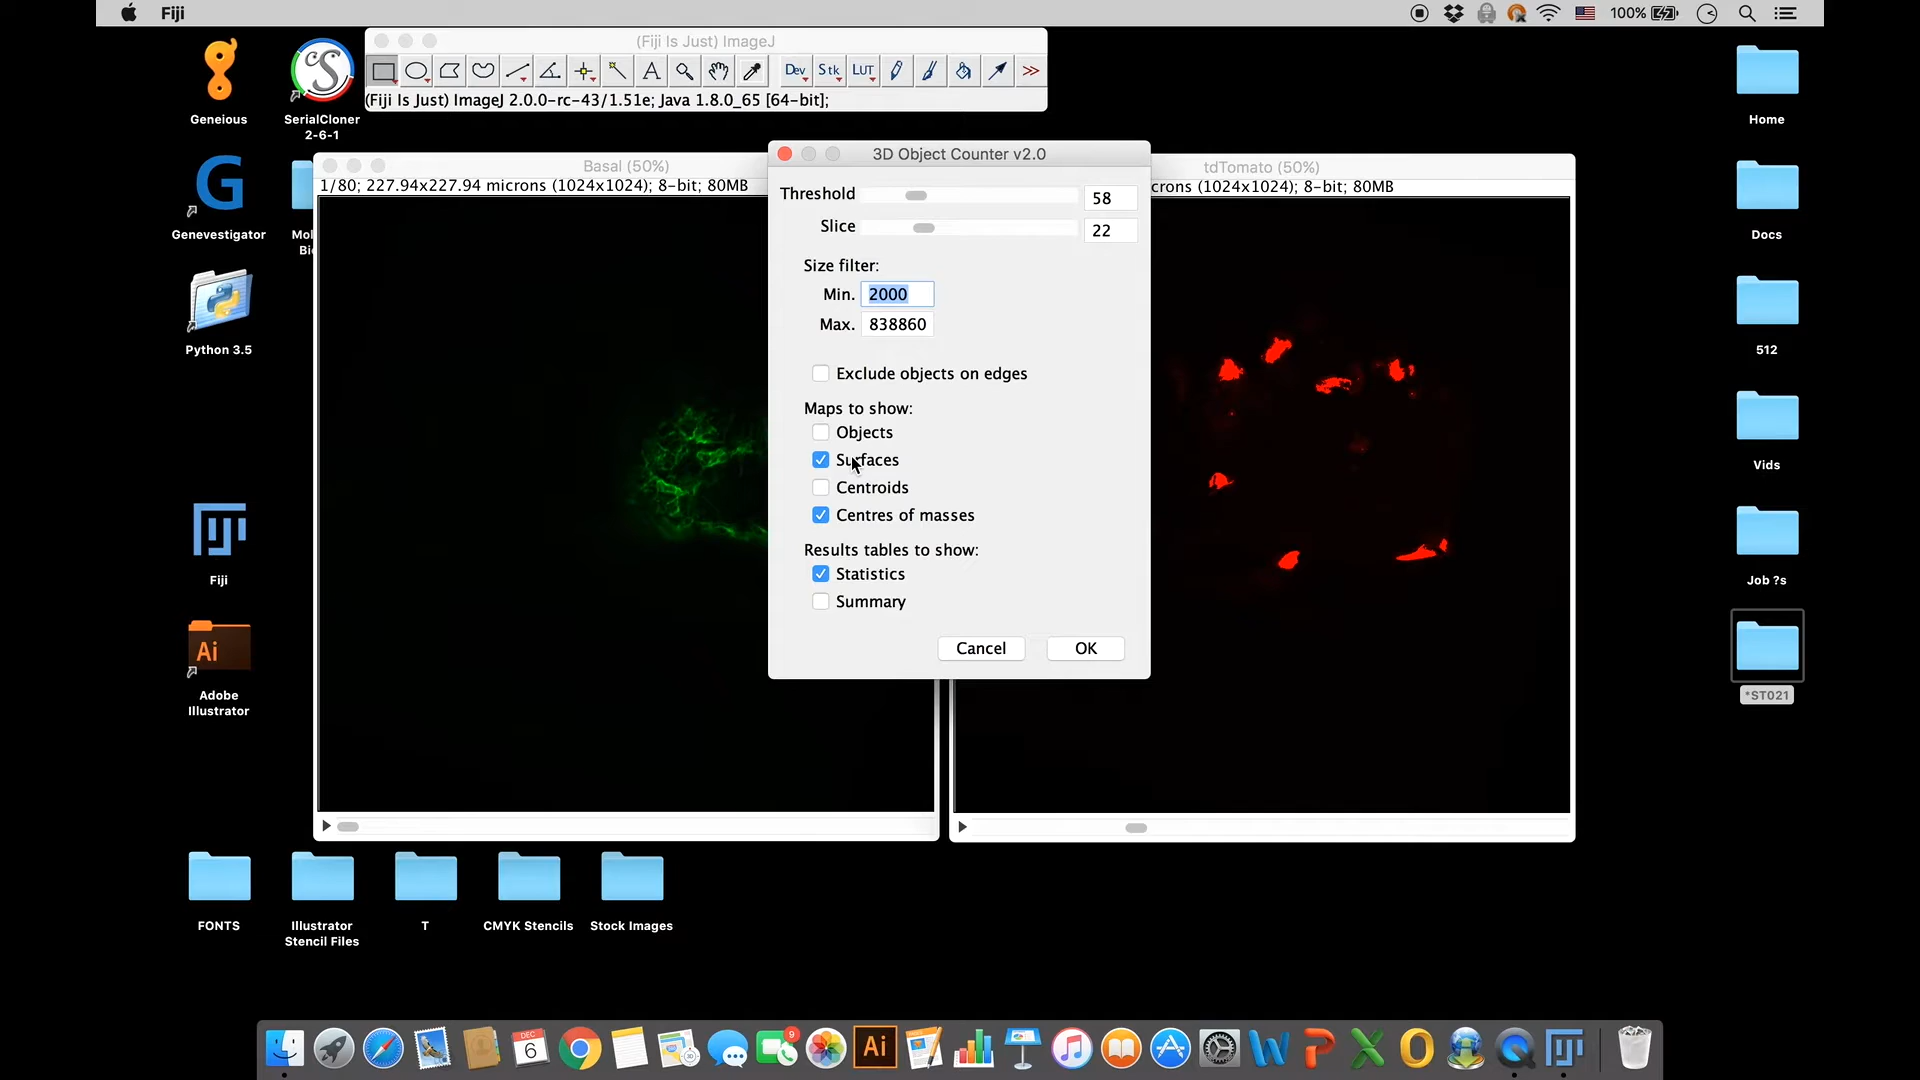 Fiji
100%
(Fiji Is Just) ImageJ
Dev Stk LUT A >>
(Fiji Is Just) ImageJ 2.0.0-rc-43/1.51e; Java 1.8.0_65 [64-bit];
Geneious
SerialCloner
2-6-1
Genevestigator
Mol
Bi
Python 3.5
Fiji
Ai
Adobe
Illustrator
Basal (50%)
1/80; 227.94x227.94 microns (1024x1024); 8-bit; 80MB
3D Object Counter v2.0
Threshold 58
Slice 22
Size filter:
Min. 2000
Max. 838860
Exclude objects on edges
Maps to show:
Objects
Surfaces
Centroids
Centres of masses
Results tables to show:
Statistics
Summary
Cancel OK
tdTomato (50%)
crons (1024x1024); 8-bit; 80MB
Home
Docs
512
Vids
Job ?s
*ST021
FONTS
Illustrator
Stencil Files
T
CMYK Stencils
Stock Images
DEC
6
9
Ai